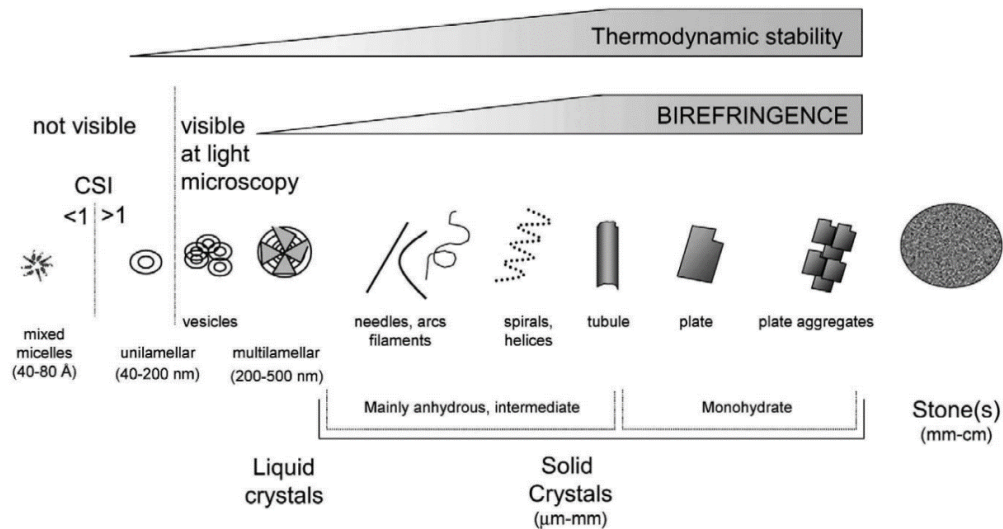 Thermodynamic stability
BIREFRINGENCE
not visible
visible
at light
microscopy
CSI
<1 >1
vesicles
mixed
micelles
(40-80 Å)
unilamellar
(40-200 nm)
multilamellar
(200-500 nm)
needles, arcs
filaments
spirals,
helices
tubule
plate
plate aggregates
Mainly anhydrous, intermediate
Monohydrate
Stone(s)
(mm-cm)
Liquid
crystals
Solid
Crystals
(μm-mm)